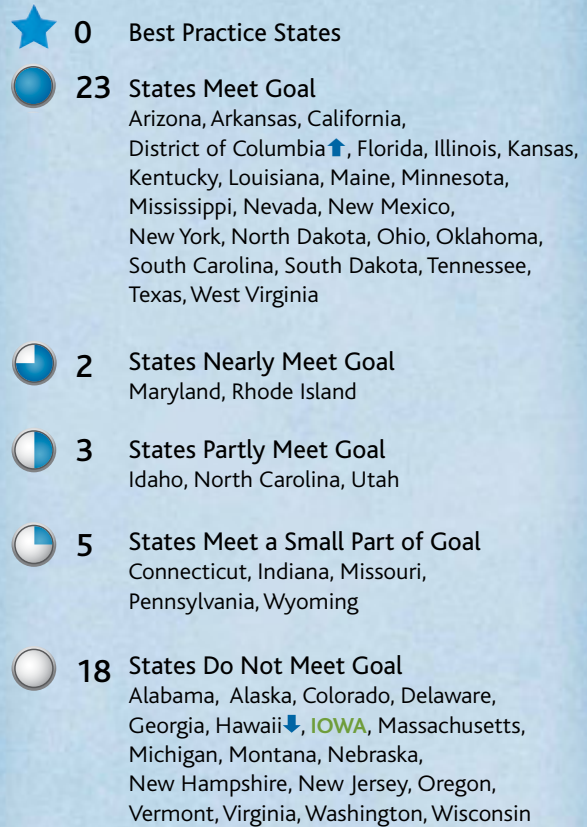 0 Best Practice States
23 States Meet Goal
Arizona, Arkansas, California,
District of Columbia⬆, Florida, Illinois, Kansas,
Kentucky, Louisiana, Maine, Minnesota,
Mississippi, Nevada, New Mexico,
New York, North Dakota, Ohio, Oklahoma,
South Carolina, South Dakota, Tennessee,
Texas, West Virginia
2 States Nearly Meet Goal
Maryland, Rhode Island
3 States Partly Meet Goal
Idaho, North Carolina, Utah
5 States Meet a Small Part of Goal
Connecticut, Indiana, Missouri,
Pennsylvania, Wyoming
18 States Do Not Meet Goal
Alabama, Alaska, Colorado, Delaware,
Georgia, Hawaii⬇, IOWA, Massachusetts,
Michigan, Montana, Nebraska,
New Hampshire, New Jersey, Oregon,
Vermont, Virginia, Washington, Wisconsin